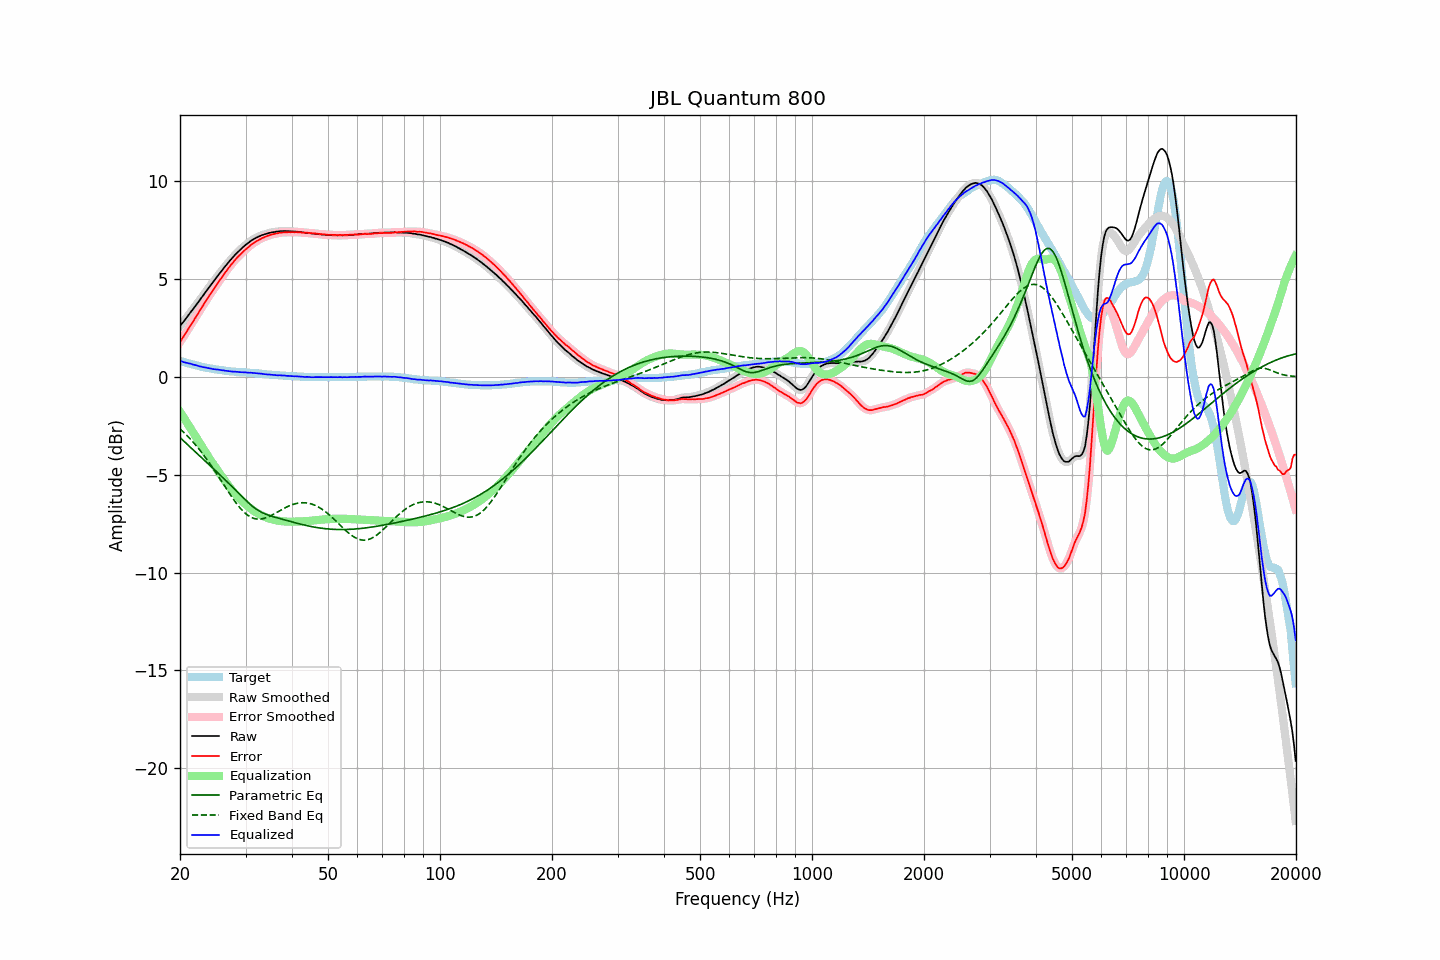 JBL Quantum 800
Amplitude (dBr)
10
5
0
−5
−10
−15
−20
Target
Raw Smoothed
Error Smoothed
Raw
Error
Equalization
Parametric Eq
Fixed Band Eq
Equalized
20 50 100 200 500 1000 2000 5000 10000 20000
Frequency (Hz)